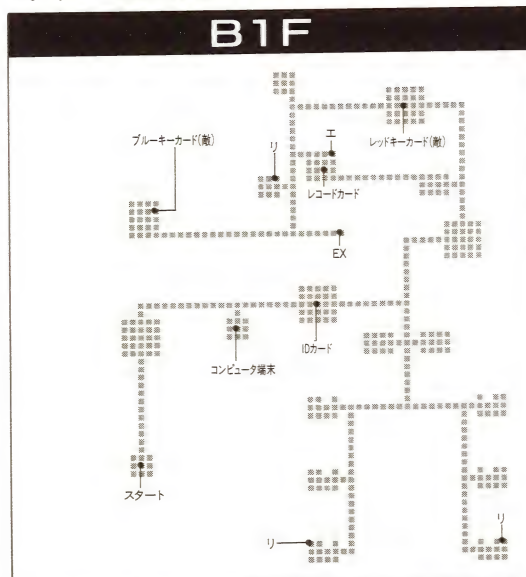 B1F
ブルーキーカード(敵)
リ
エ
レッドキーカード(敵)
レコードカード
EX
IDカード
コンピュータ端末
スタート
リ
リ